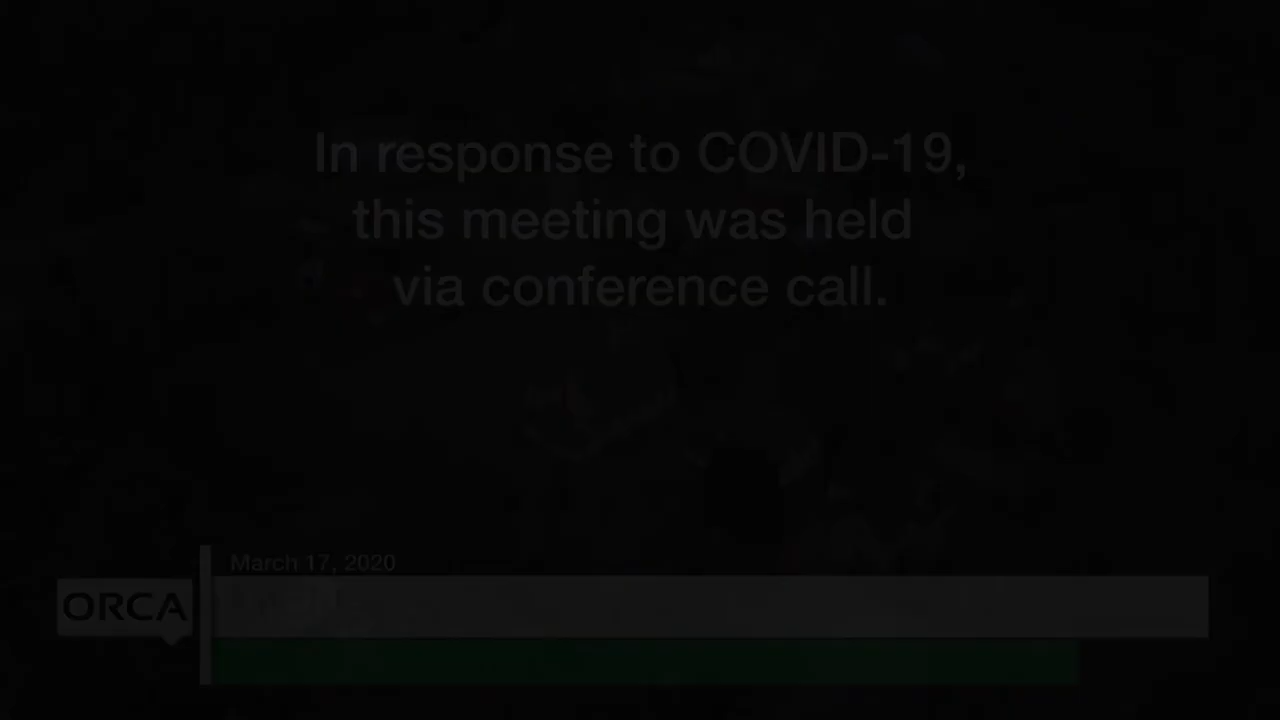 In response to COVID-19,
this meeting was held
via conference call.
March 17, 2020
ORCA